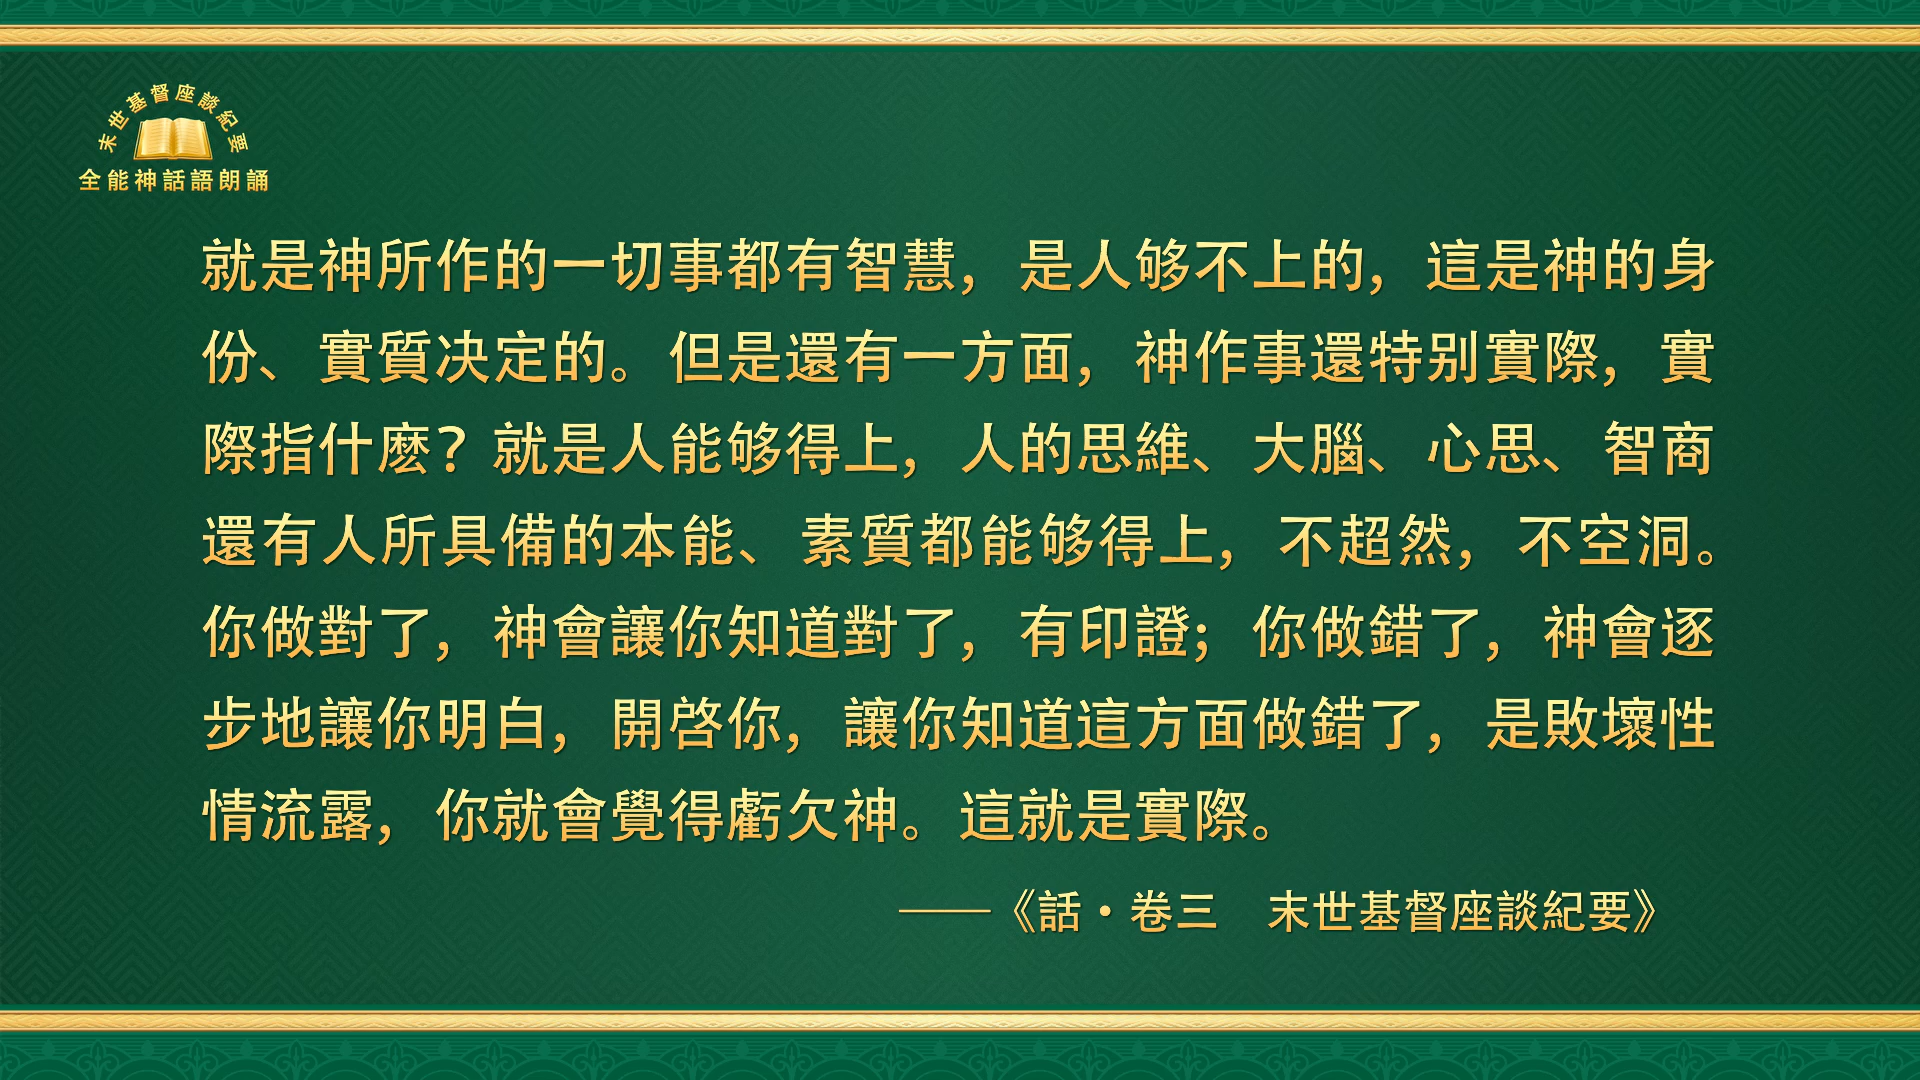 末世基督座談紀要
全能神話語朗誦
就是神所作的一切事都有智慧，是人够不上的，這是神的身
份、實質决定的。但是還有一方面，神作事還特别實際，實
際指什麽？就是人能够得上，人的思維、大腦、心思、智商
還有人所具備的本能、素質都能够得上，不超然，不空洞。
你做對了，神會讓你知道對了，有印證；你做錯了，神會逐
步地讓你明白，開啓你，讓你知道這方面做錯了，是敗壞性
情流露，你就會覺得虧欠神。這就是實際。
——《話・卷三　末世基督座談紀要》